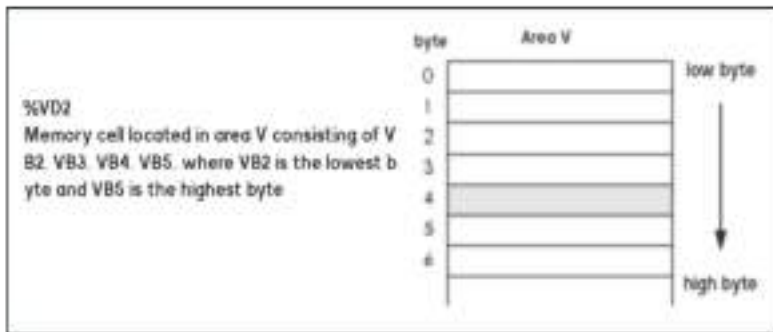 byte
Area V
0
low byte
1
%VD2
Memory cell located in area V consisting of V
B2. VB3. VB4. VB5. where VB2 is the lowest b
yte and VB5 is the highest byte
2
3
4
5
6
high byte